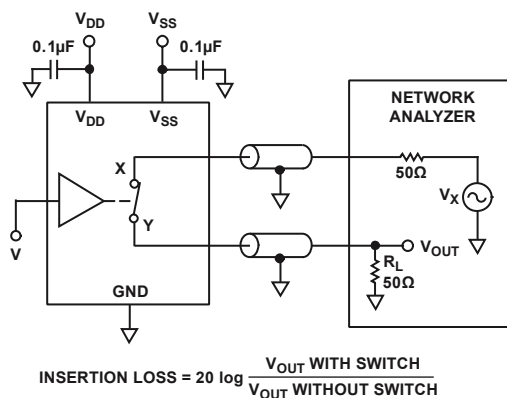 VDD
VSS
0.1µF
0.1µF
VDD
VSS
NETWORK
ANALYZER
X
50Ω
VX
Y
V
VOUT
RL
50Ω
GND
INSERTION LOSS = 20 log VOUT WITH SWITCH
VOUT WITHOUT SWITCH